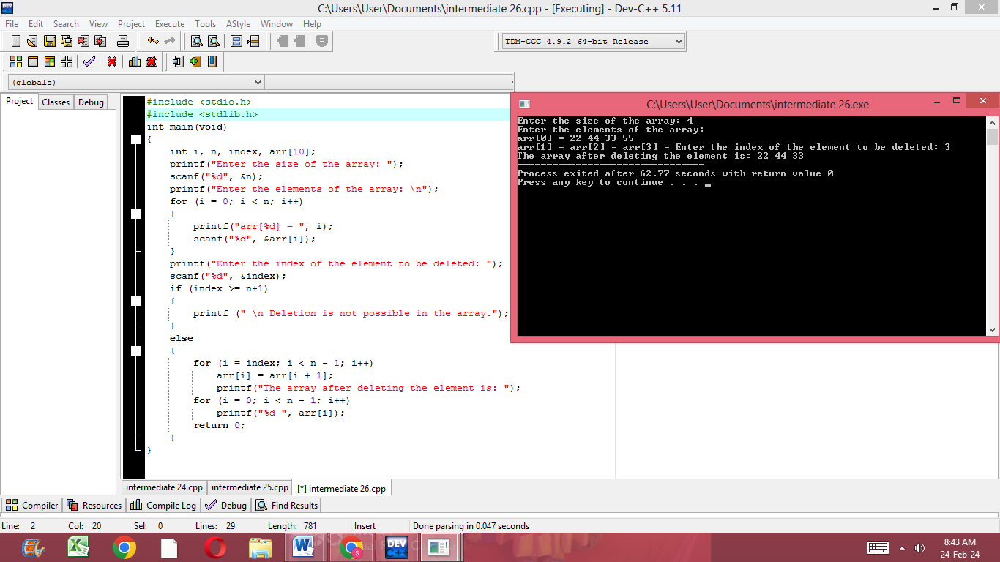 C:\Users\User\Documents\intermediate 26.cpp - [Executing] - Dev-C++ 5.11
File Edit Search View Project Execute Tools AStyle Window Help
TDM-GCC 4.9.2 64-bit Release
(globals)
Project Classes Debug
#include <stdio.h>
#include <stdlib.h>
int main(void)
{
int i, n, index, arr[10];
printf("Enter the size of the array: ");
scanf("%d", &n);
printf("Enter the elements of the array: \n");
for (i = 0; i < n; i++)
{
printf("arr[%d] = ", i);
scanf("%d", &arr[i]);
}
printf("Enter the index of the element to be deleted: ");
scanf("%d", &index);
if (index >= n+1)
{
printf (" \n Deletion is not possible in the array.");
}
else
{
for (i = index; i < n - 1; i++)
arr[i] = arr[i + 1];
printf("The array after deleting the element is: ");
for (i = 0; i < n - 1; i++)
printf("%d ", arr[i]);
return 0;
}
}
C:\Users\User\Documents\intermediate 26.exe
Enter the size of the array: 4
Enter the elements of the array:
arr[0] = 22 44 33 55
arr[1] = arr[2] = arr[3] = Enter the index of the element to be deleted: 3
The array after deleting the element is: 22 44 33
--------------------------------
Process exited after 62.77 seconds with return value 0
Press any key to continue . . .
intermediate 24.cpp intermediate 25.cpp [*] intermediate 26.cpp
Compiler Resources Compile Log Debug Find Results
Line: 2 Col: 20 Sel: 0 Lines: 29 Length: 781 Insert Done parsing in 0.047 seconds
8:43 AM
24-Feb-24